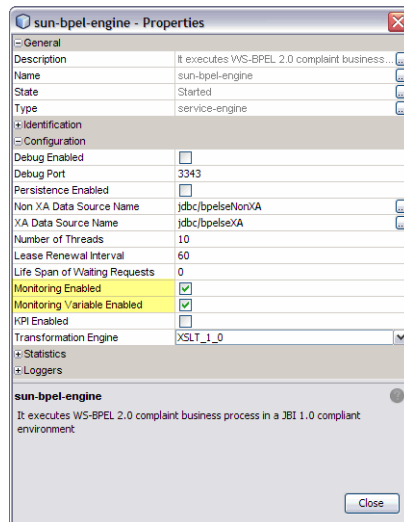 sun-bpel-engine - Properties
General
Description It executes WS-BPEL 2.0 complaint business...
Name sun-bpel-engine
State Started
Type service-engine
Identification
Configuration
Debug Enabled
Debug Port 3343
Persistence Enabled
Non XA Data Source Name jdbc/bpelseNonXA
XA Data Source Name jdbc/bpelseXA
Number of Threads 10
Lease Renewal Interval 60
Life Span of Waiting Requests 0
Monitoring Enabled
Monitoring Variable Enabled
KPI Enabled
Transformation Engine XSLT_1_0
Statistics
Loggers
sun-bpel-engine
It executes WS-BPEL 2.0 complaint business process in a JBI 1.0 compliant
environment
Close